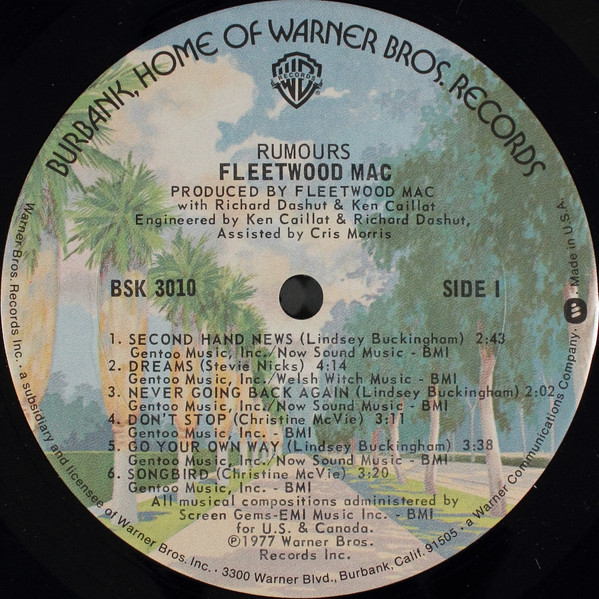 BURBANK, HOME OF WARNER BROS. RECORDS
RECORDS
RUMOURS
FLEETWOOD MAC
PRODUCED BY FLEETWOOD MAC
with Richard Dashut & Ken Caillat
Engineered by Ken Caillat & Richard Dashut,
Assisted by Cris Morris
BSK 3010
SIDE 1
1. SECOND HAND NEWS (Lindsey Buckingham) 2:43
Gentoo Music, Inc./Now Sound Music - BMI
2. DREAMS (Stevie Nicks) 4:14
Gentoo Music, Inc./Welsh Witch Music - BMI
3. NEVER GOING BACK AGAIN (Lindsey Buckingham) 2:02
Gentoo Music, Inc./Now Sound Music - BMI
4. DON'T STOP (Christine McVie) 3:11
Gentoo Music, Inc. - BMI
5. GO YOUR OWN WAY (Lindsey Buckingham) 3:38
Gentoo Music, Inc./Now Sound Music - BMI
6. SONGBIRD (Christine McVie) 3:20
Gentoo Music, Inc. - BMI
All musical compositions administered by
Screen Gems-EMI Music Inc. - BMI
for U.S. & Canada.
℗1977 Warner Bros.
Records Inc.
Warner Bros. Records Inc. • a subsidiary and licensee of Warner Bros. Inc. • 3300 Warner Blvd., Burbank, Calif. 91505 • a Warner Communications Company. • Made in U.S.A.